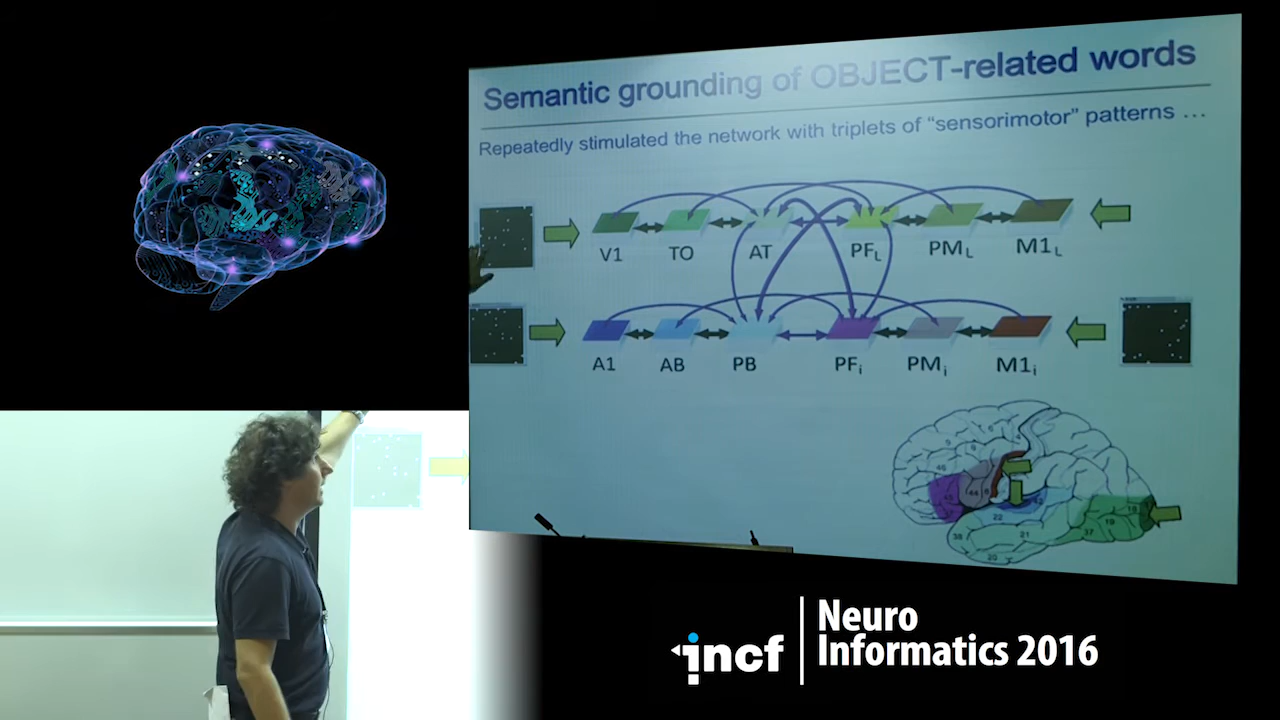 Semantic grounding of OBJECT-related words
Repeatedly stimulated the network with triplets of “sensorimotor” patterns …
V1 TO AT PFL PML M1L
A1 AB PB PFi PMi M1i
incf
Neuro
Informatics 2016